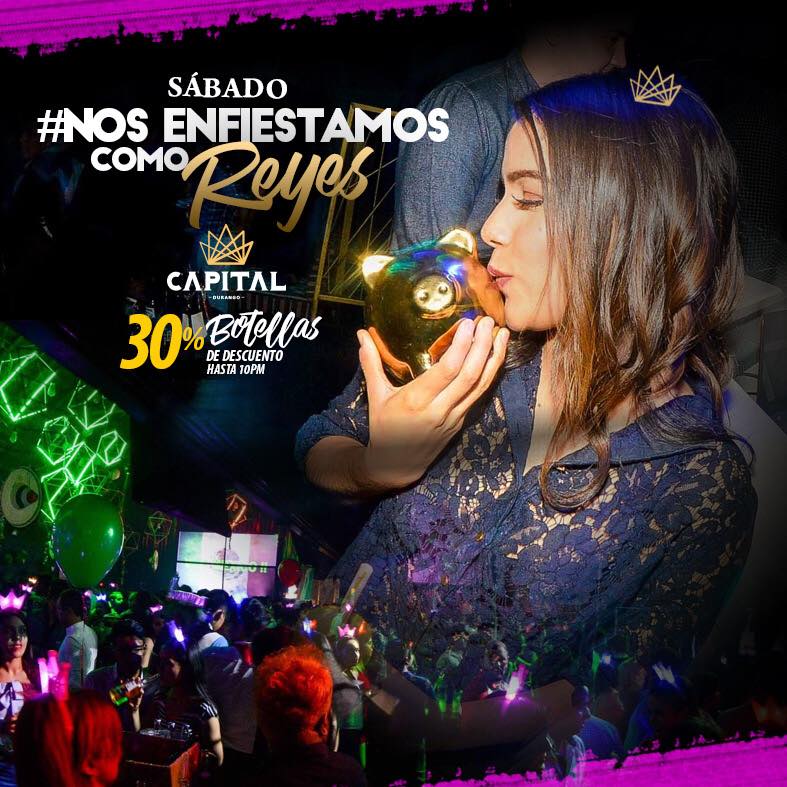 SÁBADO
#NOS ENFIESTAMOS
COMO Reyes
CAPITAL
-DURANGO-
30% Botellas
DE DESCUENTO
HASTA 10PM